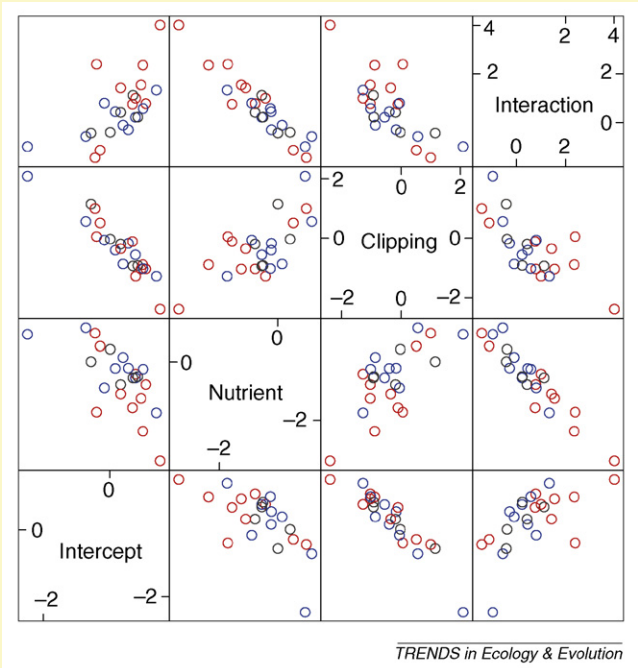 4 2 4
2
Interaction
0
0 2
2 0 2
0 Clipping 0
−2 −2
−2 0
0
0
Nutrient
−2
−2
0
0
Intercept
−2 −2
TRENDS in Ecology & Evolution